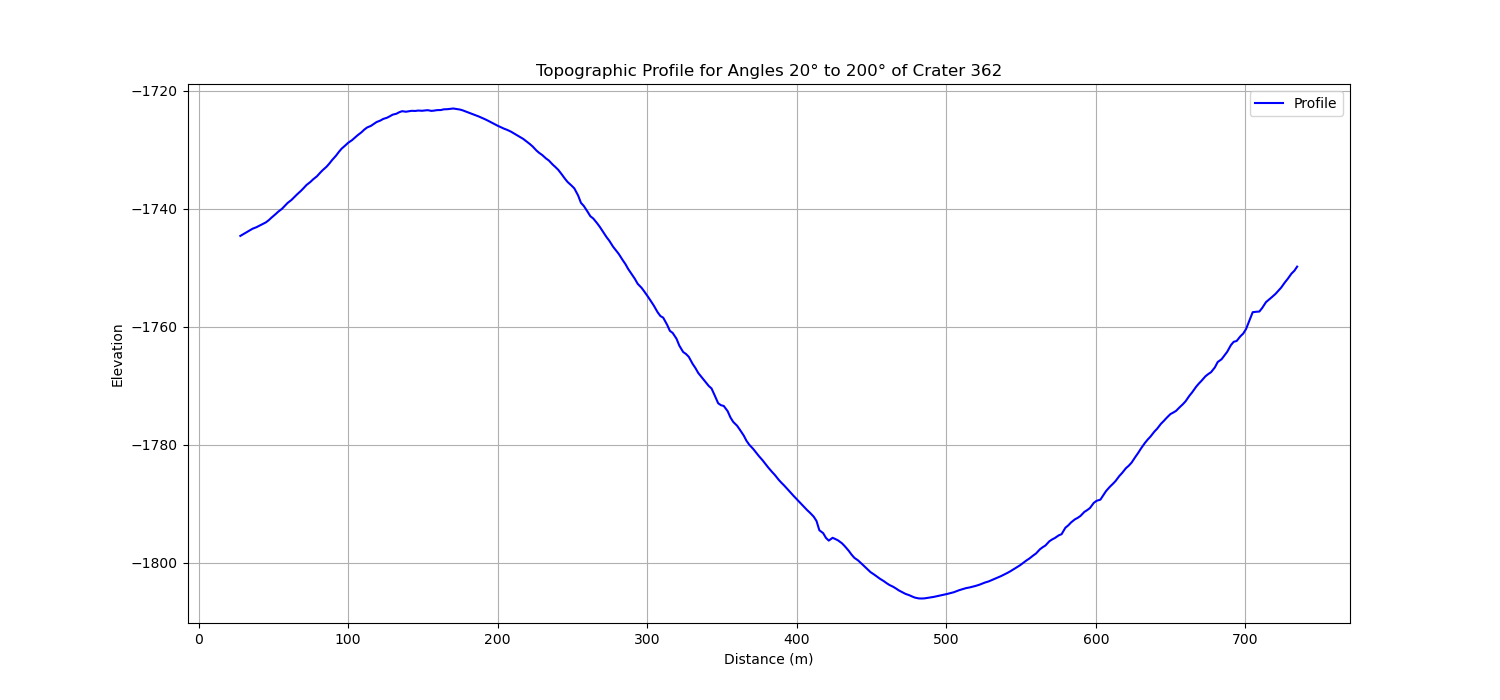 Topographic Profile for Angles 20° to 200° of Crater 362
Profile
−1720
−1740
−1760
−1780
−1800
Elevation
0 100 200 300 400 500 600 700
Distance (m)